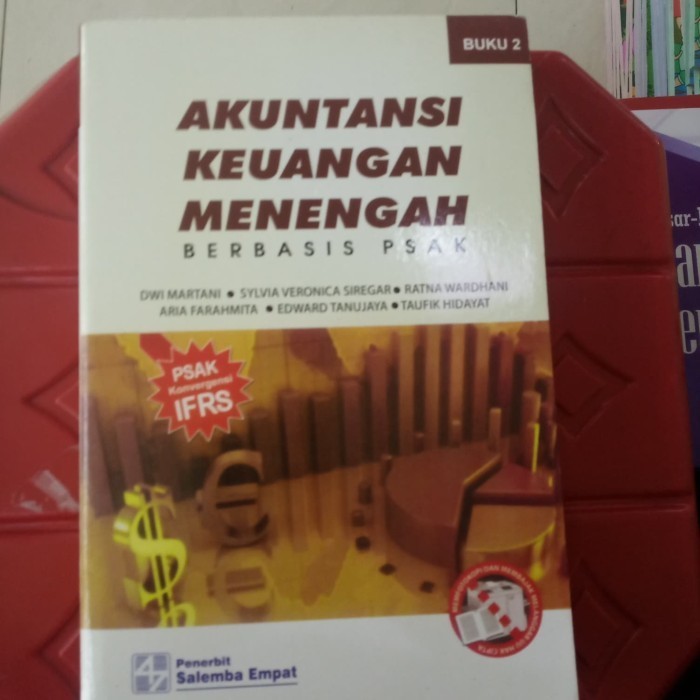 BUKU 2
AKUNTANSI
KEUANGAN
MENENGAH
BERBASIS PSAK
DWI MARTANI ● SYLVIA VERONICA SIREGAR ● RATNA WARDHANI
ARIA FARAHMITA ● EDWARD TANUJAYA ● TAUFIK HIDAYAT
PSAK
Konvergensi
IFRS
Penerbit
Salemba Empat